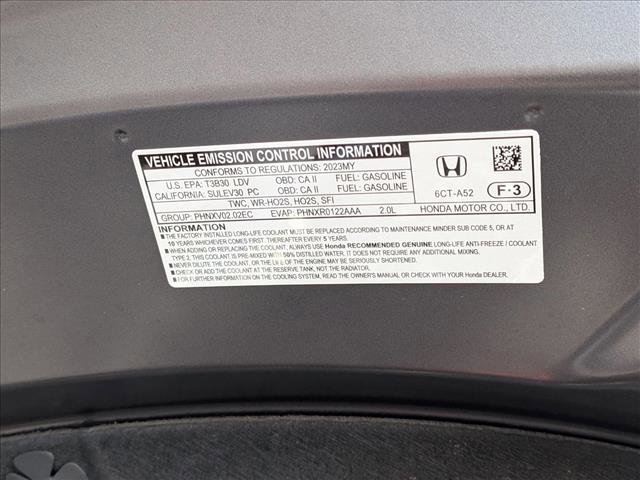 VEHICLE EMISSION CONTROL INFORMATION
CONFORMS TO REGULATIONS: 2023MY
U.S. EPA: T3B30 LDV OBD: CA II FUEL: GASOLINE
CALIFORNIA: SULEV30 PC OBD: CA II FUEL: GASOLINE
TWC, WR-HO2S, HO2S, SFI
GROUP: PHNXV02.02EC EVAP: PHNXR0122AAA 2.0L
6CT-A52 F-3
HONDA MOTOR CO., LTD.
INFORMATION
THE FACTORY INSTALLED LONG-LIFE COOLANT MUST BE REPLACED ACCORDING TO MAINTENANCE MINDER SUB CODE 5, OR AT
10 YEARS WHICHEVER COMES FIRST. THEREAFTER EVERY 5 YEARS.
WHEN ADDING OR REPLACING THE COOLANT, ALWAYS USE Honda RECOMMENDED GENUINE LONG-LIFE ANTI-FREEZE / COOLANT
TYPE 2, THIS COOLANT IS PRE-MIXED WITH 50% DISTILLED WATER, IT DOES NOT REQUIRE ANY ADDITIONAL MIXING.
NEVER DILUTE THE COOLANT, OR THE LIFE OF THE ENGINE MAY BE SERIOUSLY SHORTENED.
CHECK AND ADD COOLANT AT THE RESERVE TANK, NOT THE RADIATOR.
FOR FURTHER INFORMATION ON THE COOLING SYSTEM, READ THE OWNER'S MANUAL OR CHECK WITH YOUR Honda DEALER.